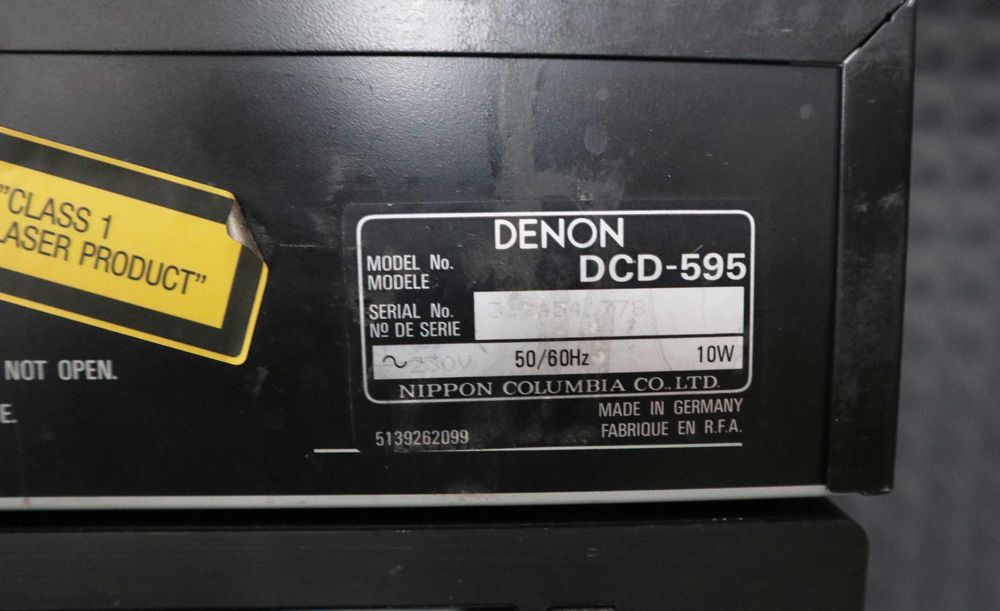 "CLASS 1
LASER PRODUCT"
NOT OPEN.
E.
DENON
MODEL No.
MODELE
DCD-595
SERIAL No.
Nº DE SERIE
~ 230V 50/60Hz 10W
NIPPON COLUMBIA CO., LTD.
5139262099
MADE IN GERMANY
FABRIQUE EN R.F.A.